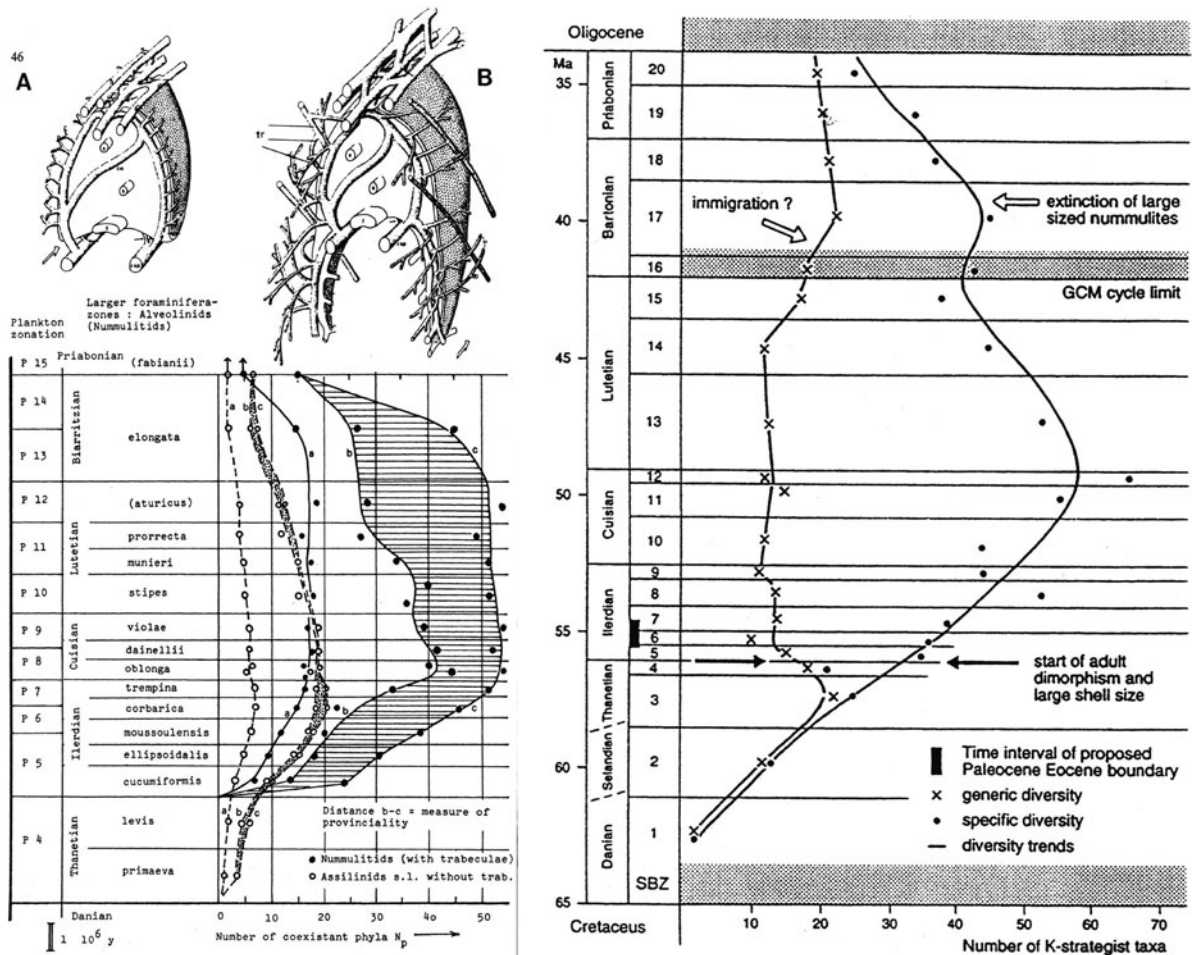 46
A
B
tr
Larger foraminifera-
zones : Alveolinids
(Nummulitids)
Plankton
zonation
P 15
Priabonian
(fabianii)
P 14
P 13
Biarritzian
elongata
P 12
(aturicus)
P 11
Lutetian
prorrecta
munieri
P 10
stipes
P 9
Cuisian
violae
dainellii
P 8
oblonga
P 7
trempina
corbarica
P 6
Ilerdian
moussoulensis
P 5
ellipsoidalis
cucumiformis
P 4
Thanetian
levis
primaeva
Danian
a
b
c
a
b
c
a
b
c
a
b
c
Distance b-c = measure of
provinciality
Nummulitids (with trabeculae)
Assilinids s.l. without trab.
0 10 20 30 40 50
1 10⁶ y
Number of coexistant phyla Np
Oligocene
Ma
35
40
45
50
55
60
65
Priabonian
Bartonian
Lutetian
Cuisian
Ilerdian
Thanetian
Selandian
Danian
20
19
18
17
16
15
14
13
12
11
10
9
8
7
6
5
4
3
2
1
SBZ
Cretaceus
immigration ?
extinction of large
sized nummulites
GCM cycle limit
start of adult
dimorphism and
large shell size
Time interval of proposed
Paleocene Eocene boundary
generic diversity
specific diversity
diversity trends
0 10 20 30 40 50 60 70
Number of K-strategist taxa